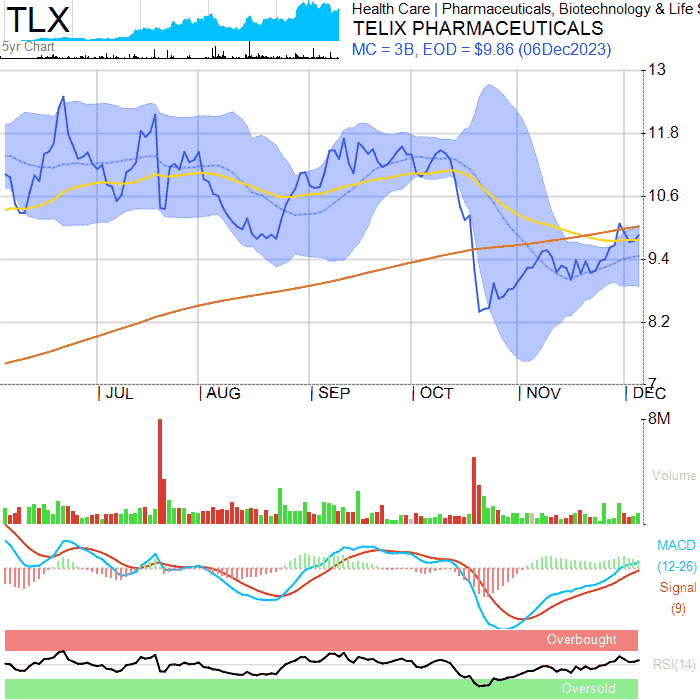 TLX
Health Care | Pharmaceuticals, Biotechnology & Life S
TELIX PHARMACEUTICALS
MC = 3B, EOD = $9.86 (06Dec2023)
5yr Chart
13
11.8
10.6
9.4
8.2
7
JUL
AUG
SEP
OCT
NOV
DEC
8M
Volume
MACD
(12-26)
Signal
(9)
Overbought
RSI(14)
Oversold